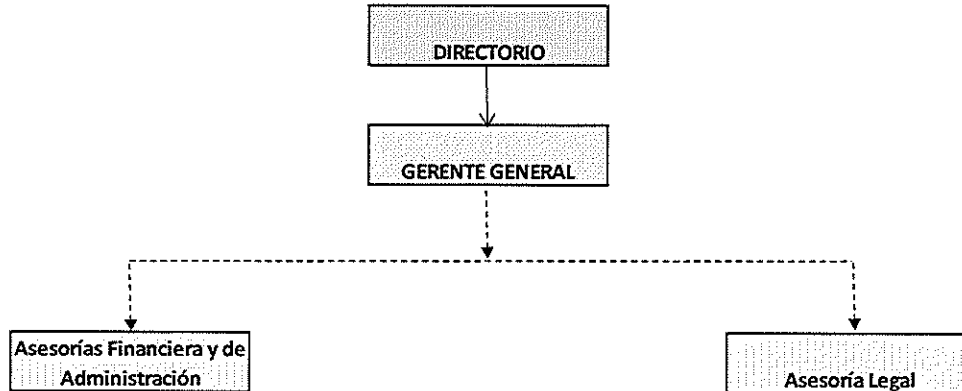 DIRECTORIO
GERENTE GENERAL
Asesorías Financiera y de
Administración
Asesoría Legal